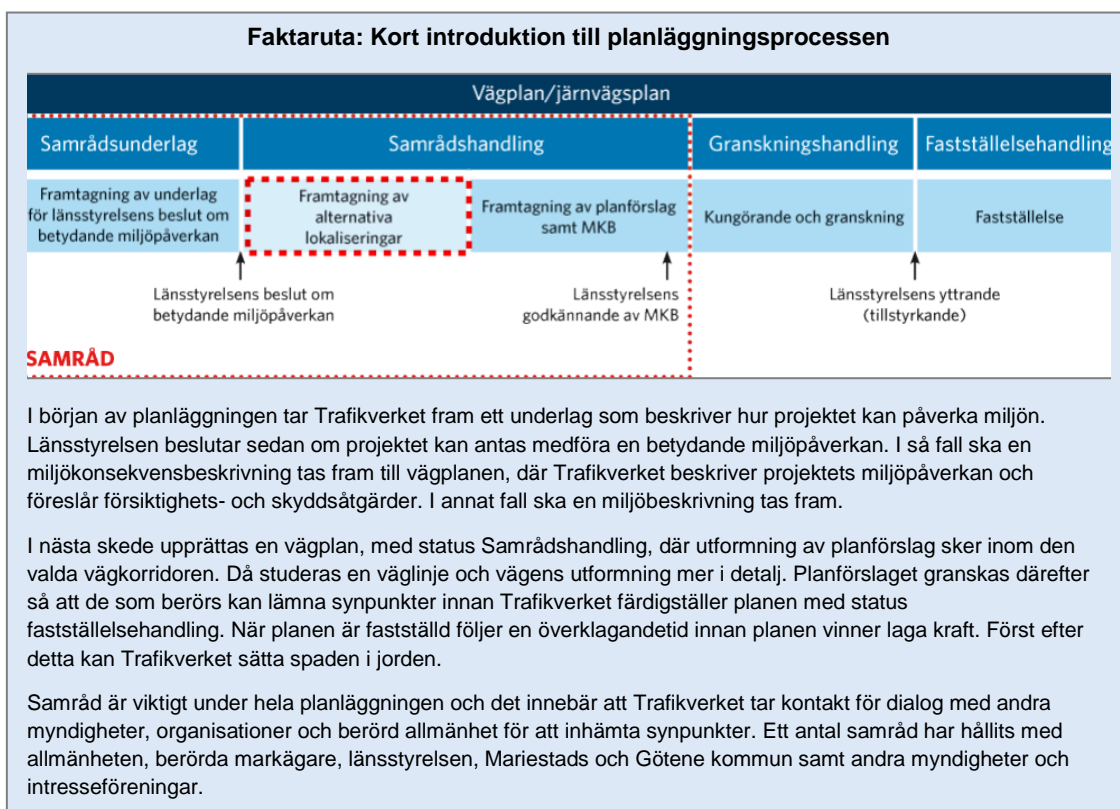 Faktaruta: Kort introduktion till planläggningsprocessen
Vägplan/järnvägsplan
Samrådsunderlag
Samrådshandling
Granskningshandling
Fastställelsehandling
Framtagning av underlag
för länsstyrelsens beslut om
betydande miljöpåverkan
Framtagning av
alternativa
lokaliseringar
Framtagning av planförslag
samt MKB
Kungörande och granskning
Fastställelse
Länsstyrelsens beslut om
betydande miljöpåverkan
Länsstyrelsens
godkännande av MKB
Länsstyrelsens yttrande
(tillstyrkande)
SAMRÅD
I början av planläggningen tar Trafikverket fram ett underlag som beskriver hur projektet kan påverka miljön.
Länsstyrelsen beslutar sedan om projektet kan antas medföra en betydande miljöpåverkan. I så fall ska en
miljökonsekvensbeskrivning tas fram till vägplanen, där Trafikverket beskriver projektets miljöpåverkan och
föreslår försiktighets- och skyddsåtgärder. I annat fall ska en miljöbeskrivning tas fram.
I nästa skede upprättas en vägplan, med status Samrådshandling, där utformning av planförslag sker inom den
valda vägkorridoren. Då studeras en väglinje och vägens utformning mer i detalj. Planförslaget granskas därefter
så att de som berörs kan lämna synpunkter innan Trafikverket färdigställer planen med status
fastställelsehandling. När planen är fastställd följer en överklagandetid innan planen vinner laga kraft. Först efter
detta kan Trafikverket sätta spaden i jorden.
Samråd är viktigt under hela planläggningen och det innebär att Trafikverket tar kontakt för dialog med andra
myndigheter, organisationer och berörd allmänhet för att inhämta synpunkter. Ett antal samråd har hållits med
allmänheten, berörda markägare, länsstyrelsen, Mariestads och Götene kommun samt andra myndigheter och
intresseföreningar.